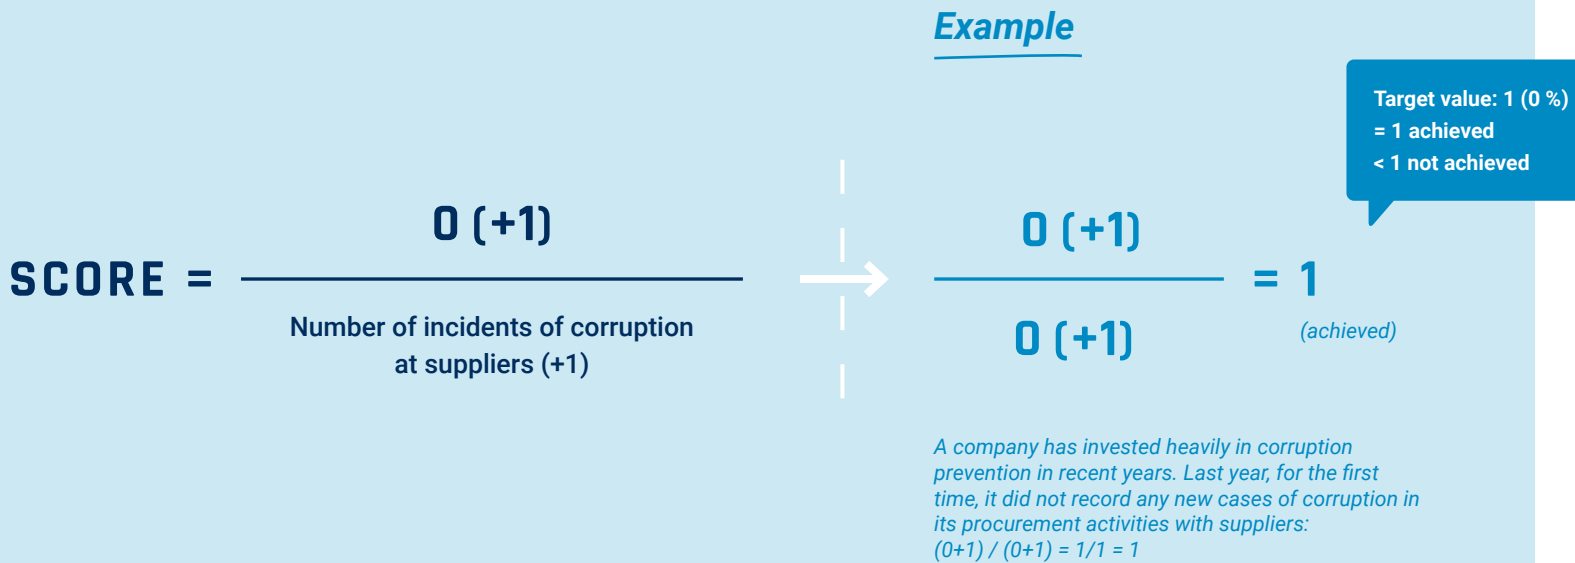 SCORE =
0 (+1)
Number of incidents of corruption
at suppliers (+1)
Example
Target value: 1 (0 %)
= 1 achieved
< 1 not achieved
0 (+1)
0 (+1)
= 1
(achieved)
A company has invested heavily in corruption
prevention in recent years. Last year, for the first
time, it did not record any new cases of corruption in
its procurement activities with suppliers:
(0+1) / (0+1) = 1/1 = 1